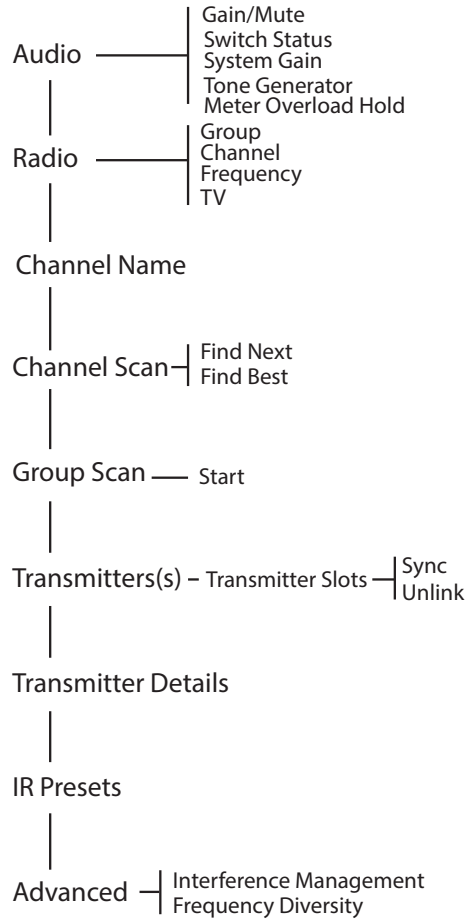 Audio
Gain/Mute
Switch Status
System Gain
Tone Generator
Meter Overload Hold
Radio
Group
Channel
Frequency
TV
Channel Name
Channel Scan
Find Next
Find Best
Group Scan
Start
Transmitters(s)
Transmitter Slots
Sync
Unlink
Transmitter Details
IR Presets
Advanced
Interference Management
Frequency Diversity